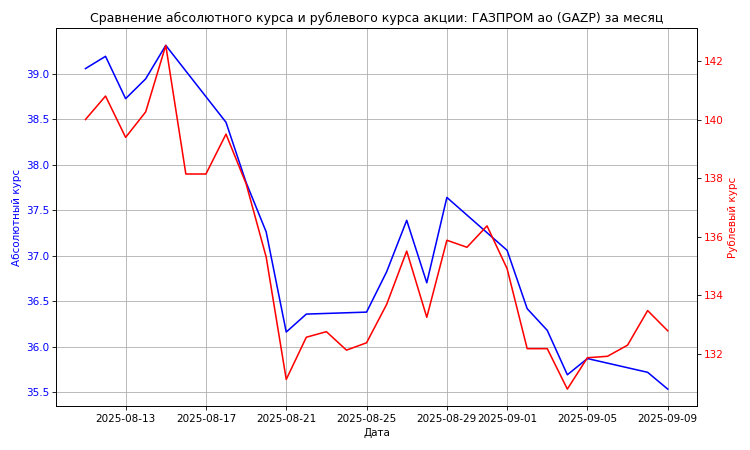 Сравнение абсолютного курса и рублевого курса акции: ГАЗПРОМ ао (GAZP) за месяц
Абсолютный курс
39.0
38.5
38.0
37.5
37.0
36.5
36.0
35.5
142
140
138
136
134
132
Рублевый курс
2025-08-13 2025-08-17 2025-08-21 2025-08-25 2025-08-29 2025-09-01 2025-09-05 2025-09-09
Дата